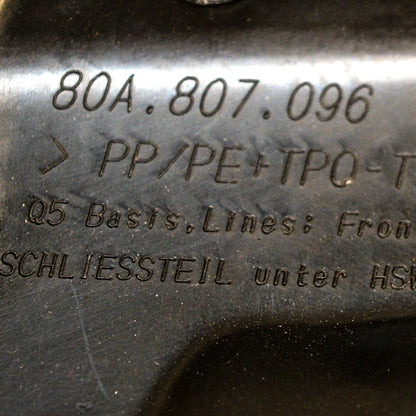 80A.807.096
> PP/PE+TPO-T
Q5 Basis,Lines; Fron
SCHLIESSTEIL unter HSW